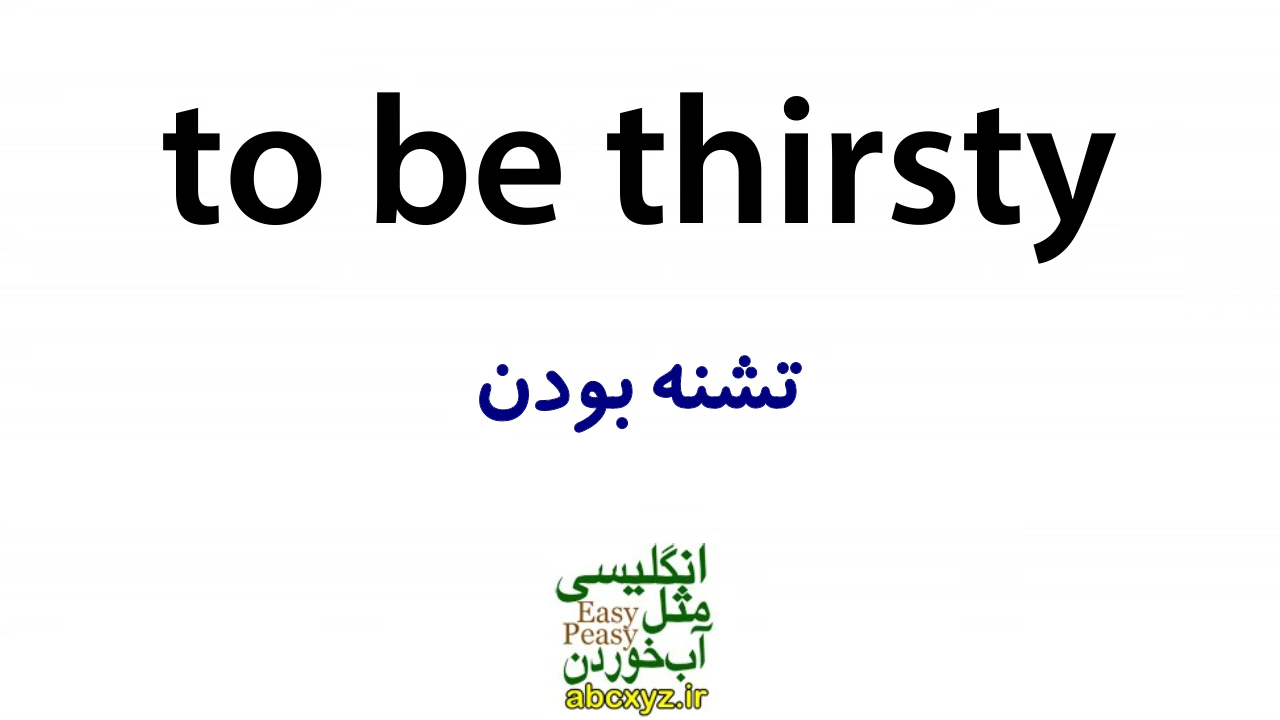 to be thirsty
تشنه بودن
انگلیسی
مثل Easy
Peasy
آب‌خوردن
abcxyz.ir